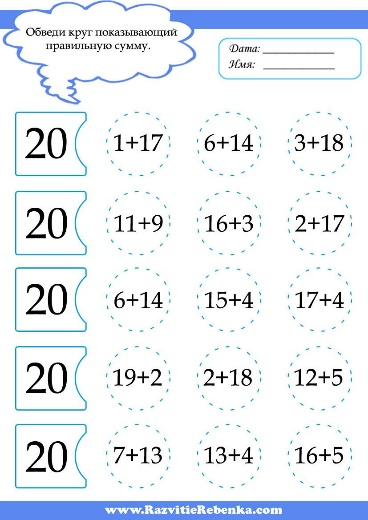 Обведи круг показывающий
правильную сумму.
Дата: ____________
Имя: ____________
20 1+17 6+14 3+18
20 11+9 16+3 2+17
20 6+14 15+4 17+4
20 19+2 2+18 12+5
20 7+13 13+4 16+5
www.RazvitieRebenka.com